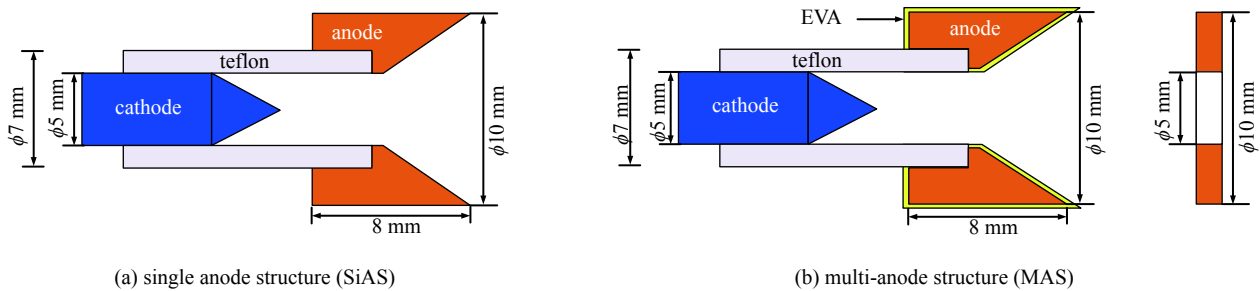 anode
teflon
cathode
ϕ7 mm
ϕ5 mm
ϕ10 mm
8 mm
(a) single anode structure (SiAS)
EVA
anode
teflon
cathode
ϕ7 mm
ϕ5 mm
ϕ10 mm
8 mm
ϕ5 mm
ϕ10 mm
(b) multi-anode structure (MAS)